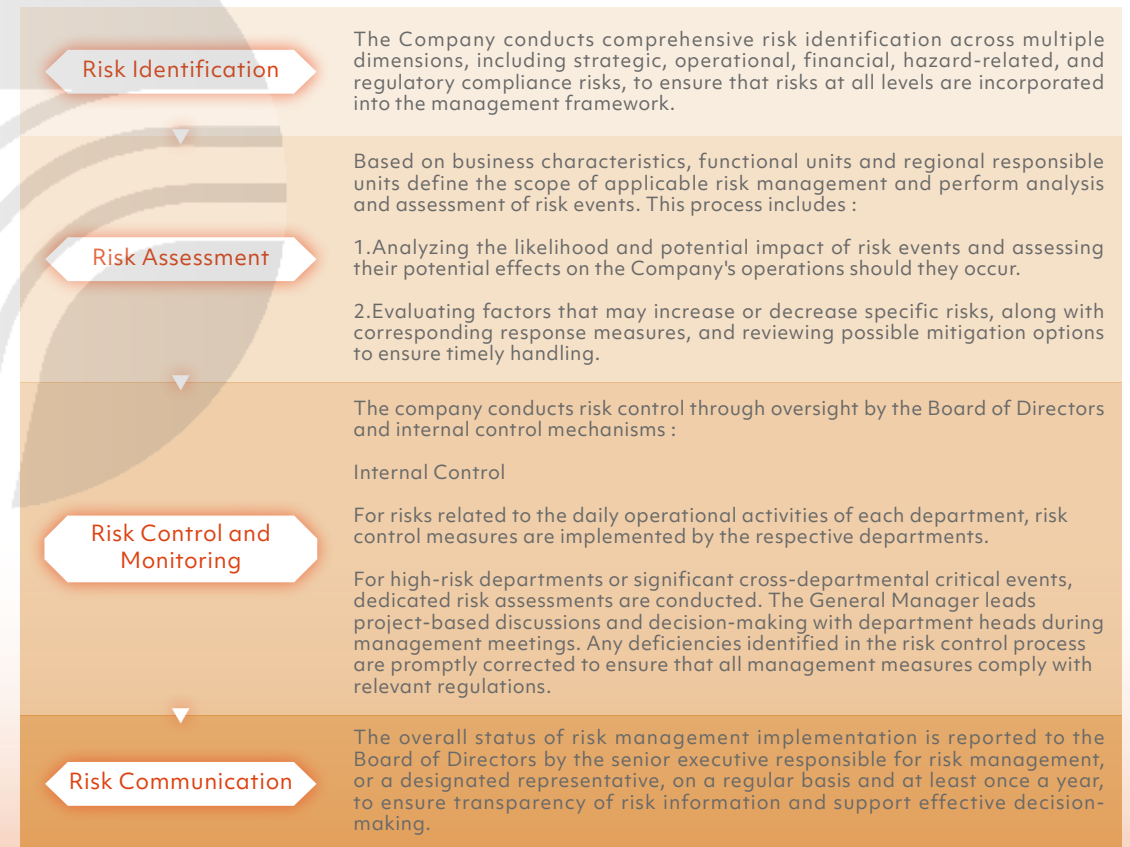 Risk Identification
The Company conducts comprehensive risk identification across multiple
dimensions, including strategic, operational, financial, hazard-related, and
regulatory compliance risks, to ensure that risks at all levels are incorporated
into the management framework.
Risk Assessment
Based on business characteristics, functional units and regional responsible
units define the scope of applicable risk management and perform analysis
and assessment of risk events. This process includes :
1.Analyzing the likelihood and potential impact of risk events and assessing
their potential effects on the Company's operations should they occur.
2.Evaluating factors that may increase or decrease specific risks, along with
corresponding response measures, and reviewing possible mitigation options
to ensure timely handling.
Risk Control and
Monitoring
The company conducts risk control through oversight by the Board of Directors
and internal control mechanisms :
Internal Control
For risks related to the daily operational activities of each department, risk
control measures are implemented by the respective departments.
For high-risk departments or significant cross-departmental critical events,
dedicated risk assessments are conducted. The General Manager leads
project-based discussions and decision-making with department heads during
management meetings. Any deficiencies identified in the risk control process
are promptly corrected to ensure that all management measures comply with
relevant regulations.
Risk Communication
The overall status of risk management implementation is reported to the
Board of Directors by the senior executive responsible for risk management,
or a designated representative, on a regular basis and at least once a year,
to ensure transparency of risk information and support effective decision-
making.